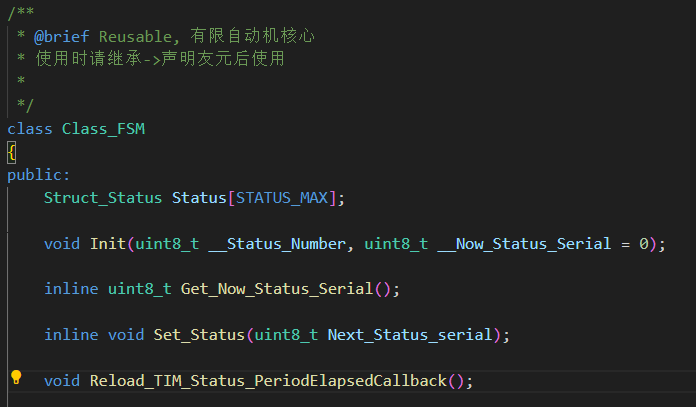 /**
 * @brief Reusable, 有限自动机核心
 * 使用时请继承->声明友元后使用
 *
 */
class Class_FSM
{
public:
    Struct_Status Status[STATUS_MAX];
    void Init(uint8_t __Status_Number, uint8_t __Now_Status_Serial = 0);
    inline uint8_t Get_Now_Status_Serial();
    inline void Set_Status(uint8_t Next_Status_serial);
    void Reload_TIM_Status_PeriodElapsedCallback();